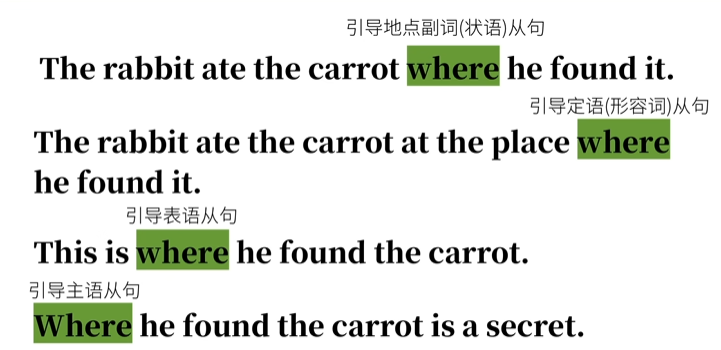 引导地点副词(状语)从句
The rabbit ate the carrot where he found it.
引导定语(形容词)从句
The rabbit ate the carrot at the place where
he found it.
引导表语从句
This is where he found the carrot.
引导主语从句
Where he found the carrot is a secret.